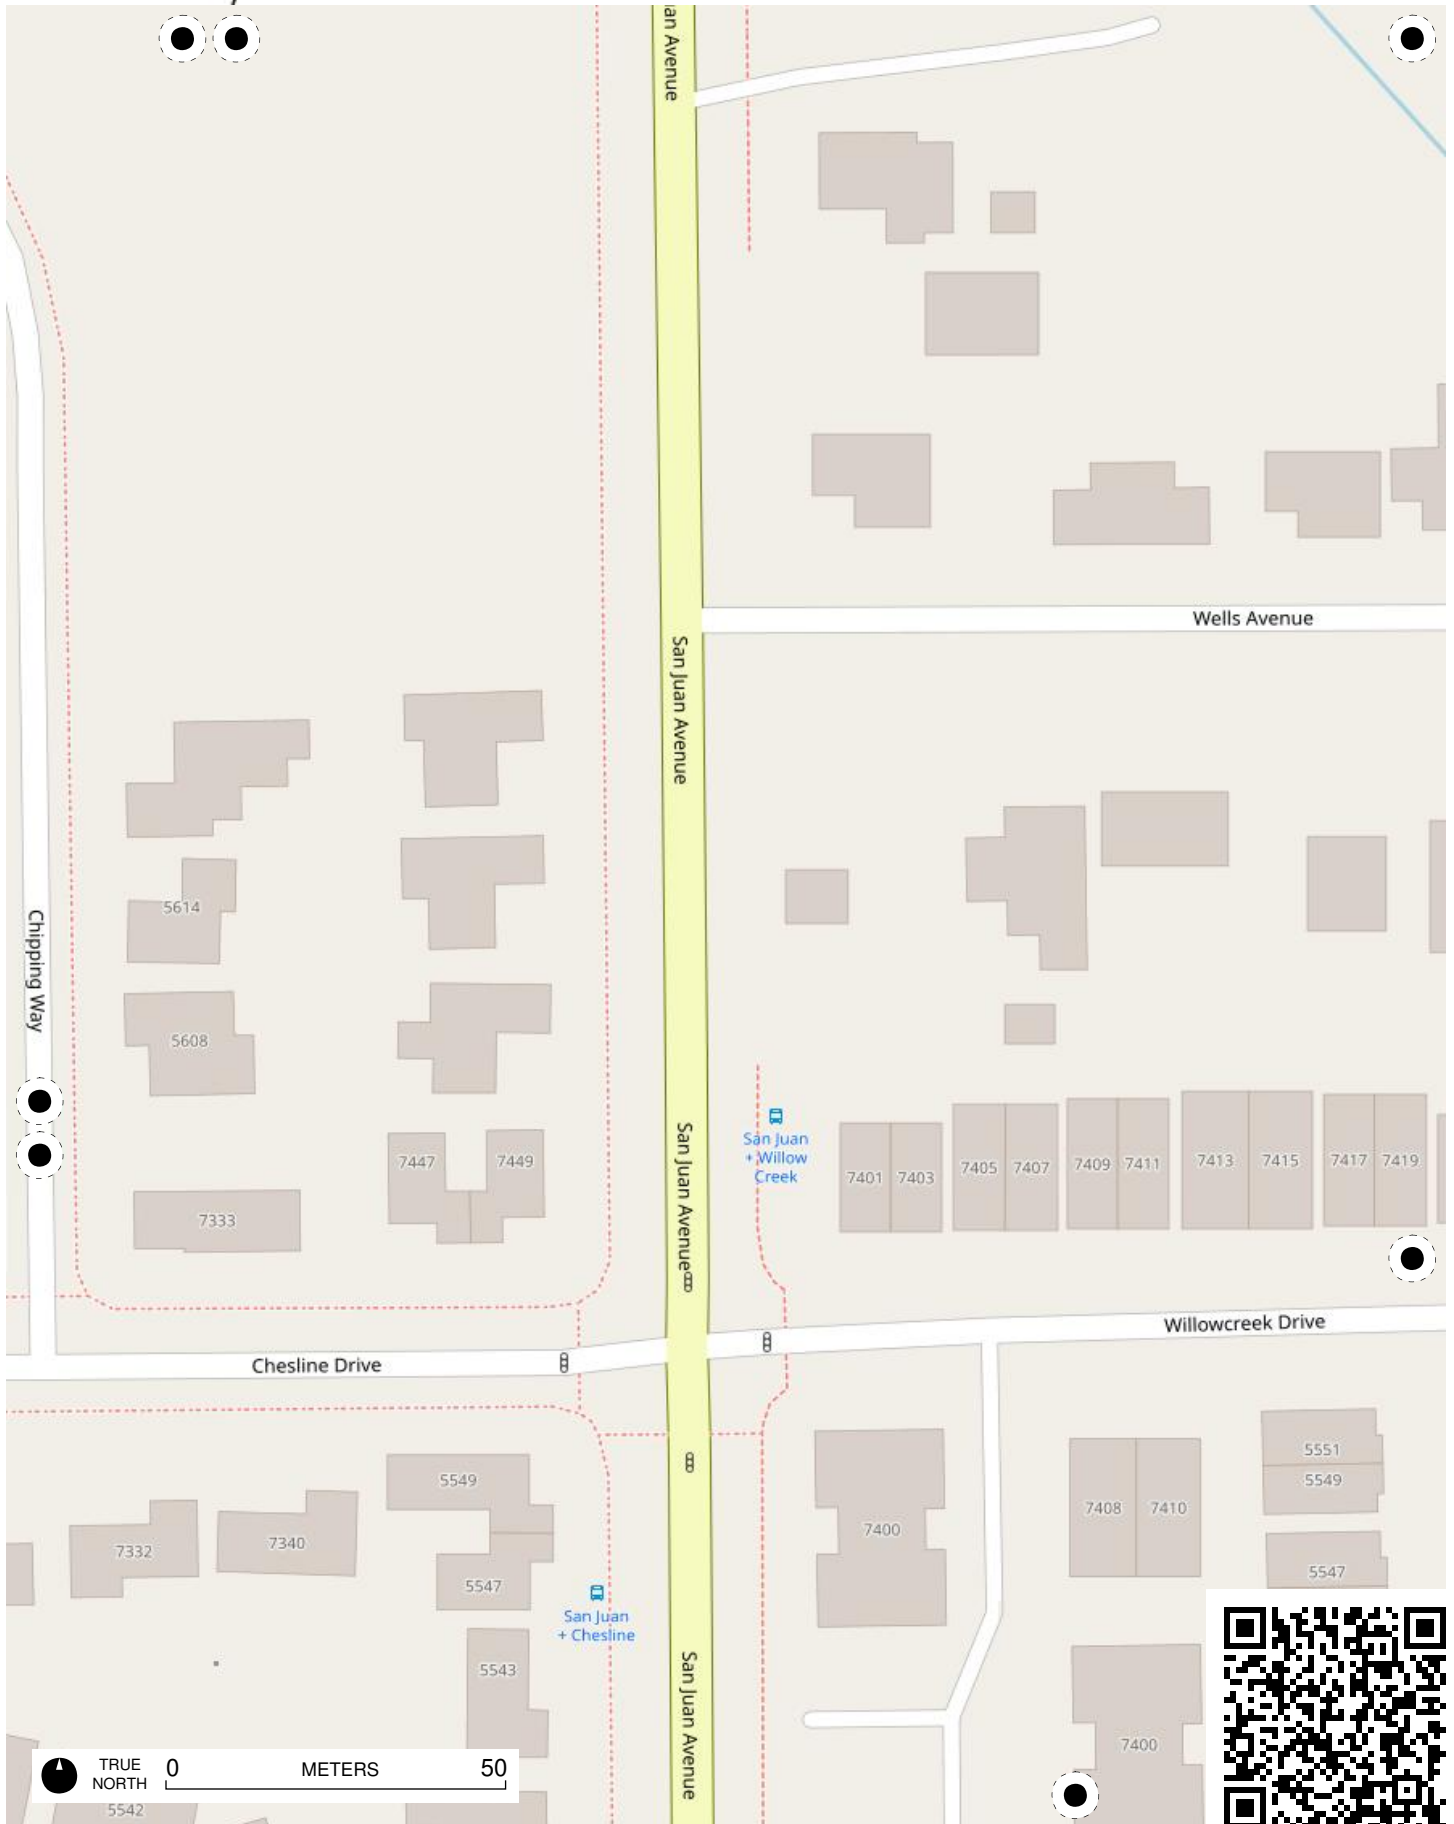 an Avenue
Wells Avenue
San Juan Avenue
5614
Chipping Way
5608
San Juan
+ Willow
Creek
San Juan Avenue
7447
7449
7401
7403
7405
7407
7409
7411
7413
7415
7417
7419
7333
Willowcreek Drive
Chesline Drive
5551
5549
5549
7408
7410
7400
7332
7340
5547
5547
San Juan
+ Chesline
5543
San Juan Avenue
7400
TRUE
NORTH
0
METERS
50
5542